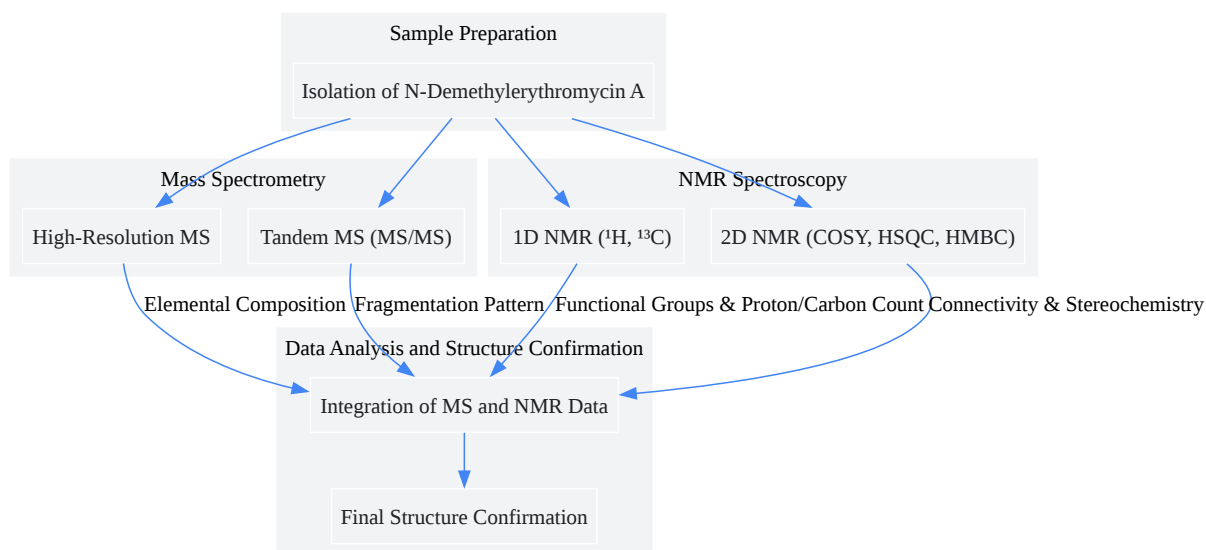 Sample Preparation
Isolation of N-Demethylerythromycin A
Mass Spectrometry
NMR Spectroscopy
High-Resolution MS
Tandem MS (MS/MS)
1D NMR (¹H, ¹³C)
2D NMR (COSY, HSQC, HMBC)
Elemental Composition
Fragmentation Pattern
Functional Groups & Proton/Carbon Count
Connectivity & Stereochemistry
Data Analysis and Structure Confirmation
Integration of MS and NMR Data
Final Structure Confirmation